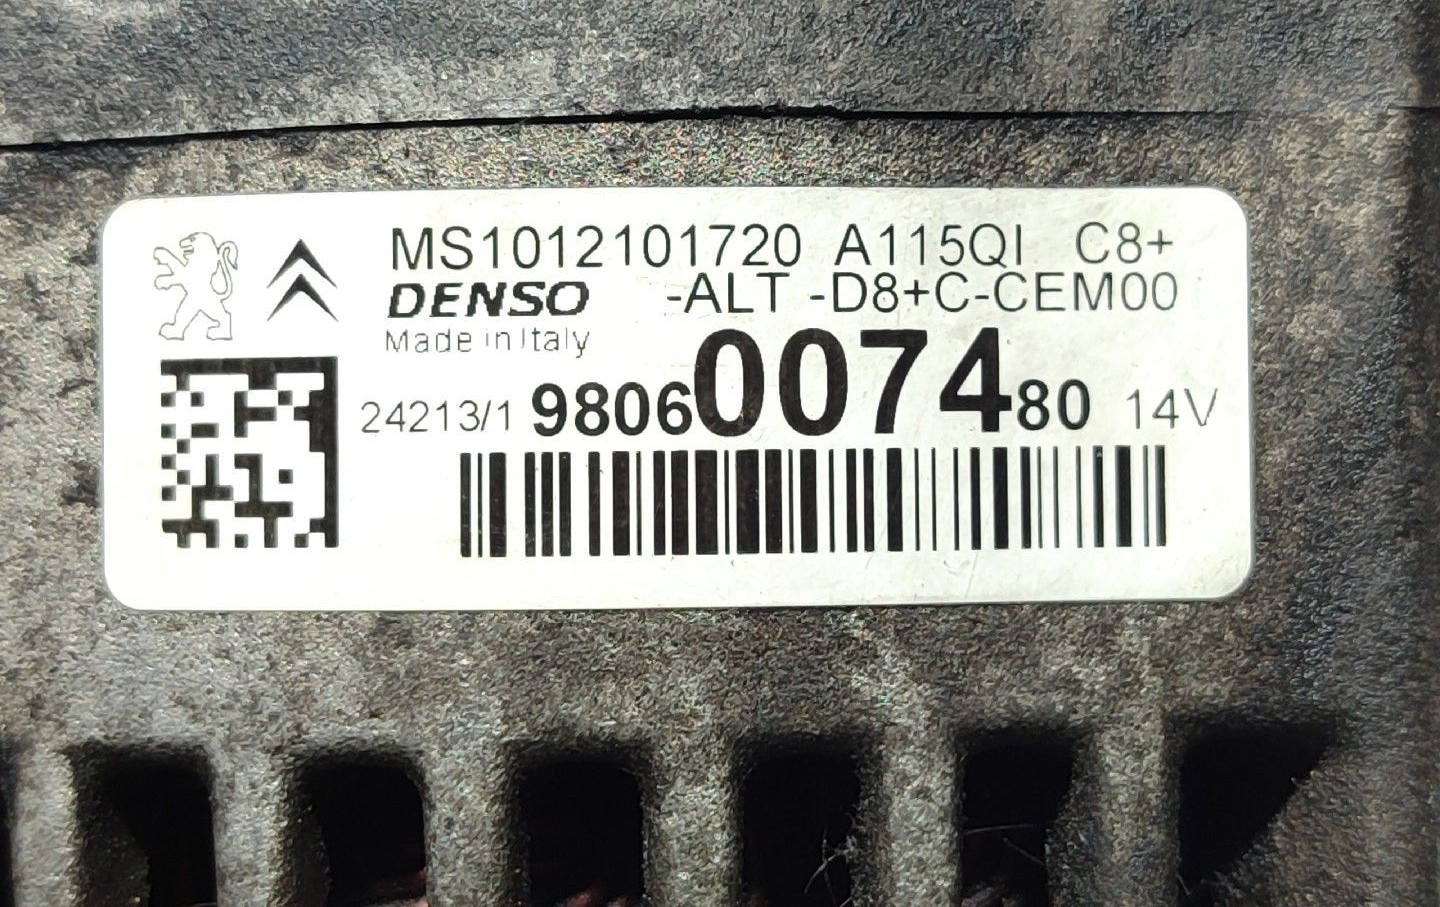 MS1012101720 A115QI C8+
DENSO -ALT -D8+C-CEM00
Made in Italy
24213/1 9806007480 14V